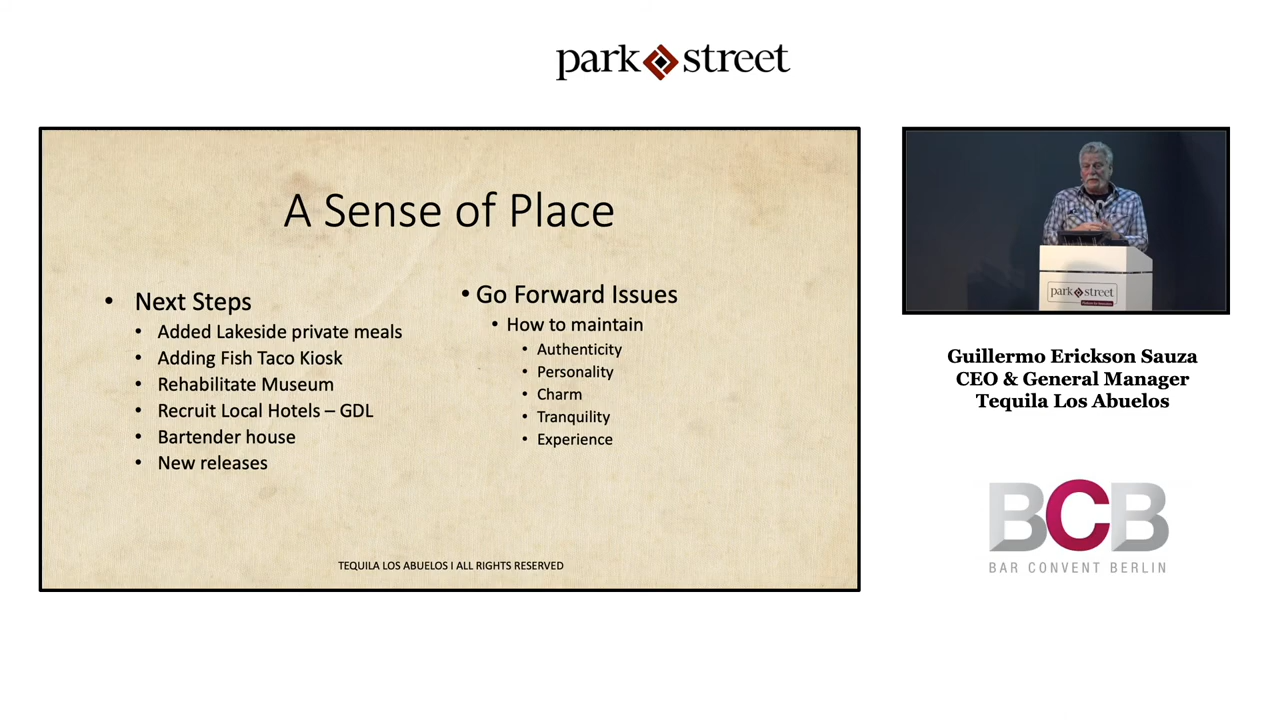 park street
A Sense of Place
• Next Steps
• Added Lakeside private meals
• Adding Fish Taco Kiosk
• Rehabilitate Museum
• Recruit Local Hotels – GDL
• Bartender house
• New releases
• Go Forward Issues
• How to maintain
• Authenticity
• Personality
• Charm
• Tranquility
• Experience
TEQUILA LOS ABUELOS I ALL RIGHTS RESERVED
park street
Guillermo Erickson Sauza
CEO & General Manager
Tequila Los Abuelos
BCB
BAR CONVENT BERLIN